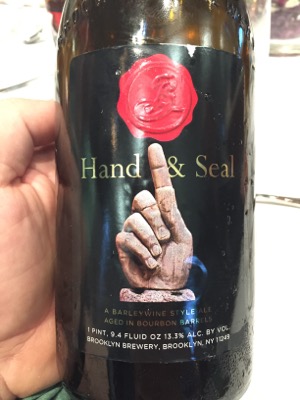 Hand & Seal
A BARLEYWINE STYLE ALE
AGED IN BOURBON BARRELS
1 PINT, 9.4 FLUID OZ 13.3% ALC. BY VOL.
BROOKLYN BREWERY, BROOKLYN, NY 11249